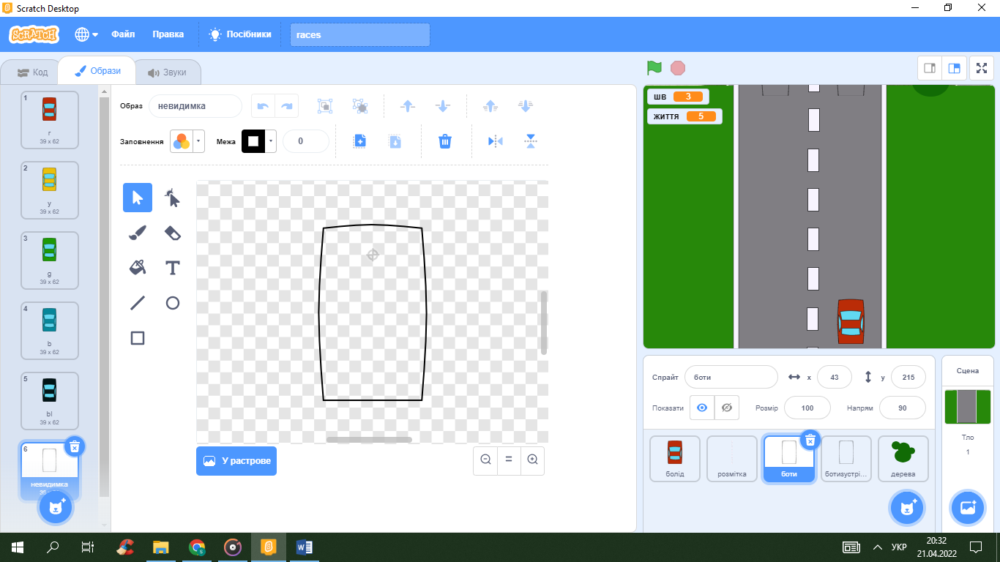 Scratch Desktop
SCRATCH
Файл
Правка
Посібники
races
Код
Образи
Звуки
1
r
39 x 62
2
y
39 x 62
3
g
39 x 62
4
b
39 x 62
5
bl
39 x 62
6
невидимка
Образ
невидимка
Заповнення
Межа
0
У растрове
шв 3
життя 5
Спрайт
боти
x
43
y
215
Показати
Розмір
100
Напрям
90
болід
розмітка
боти
ботизустрі...
дерева
Сцена
Тло
1
УКР
20:32
21.04.2022